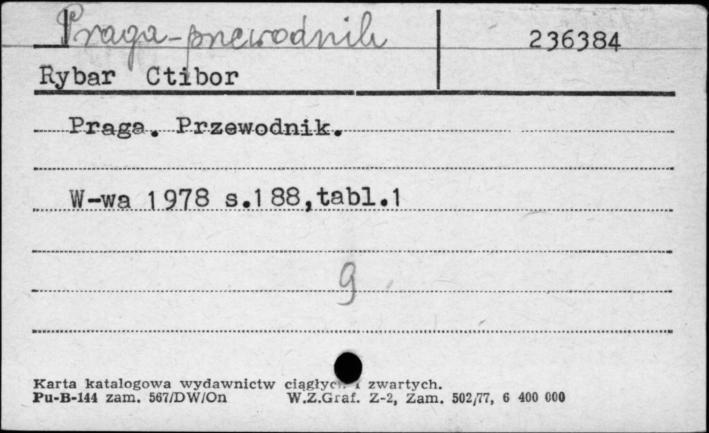 Praga-przewodnik
236384
Rybar Ctibor
Praga. Przewodnik.
W-wa 1978 s.188,tabl.1
9
Karta katalogowa wydawnictw ciągłych i zwartych.
Pu-B-144 zam. 567/DW/On W.Z.Graf. Z-2, Zam. 502/77, 6 400 000